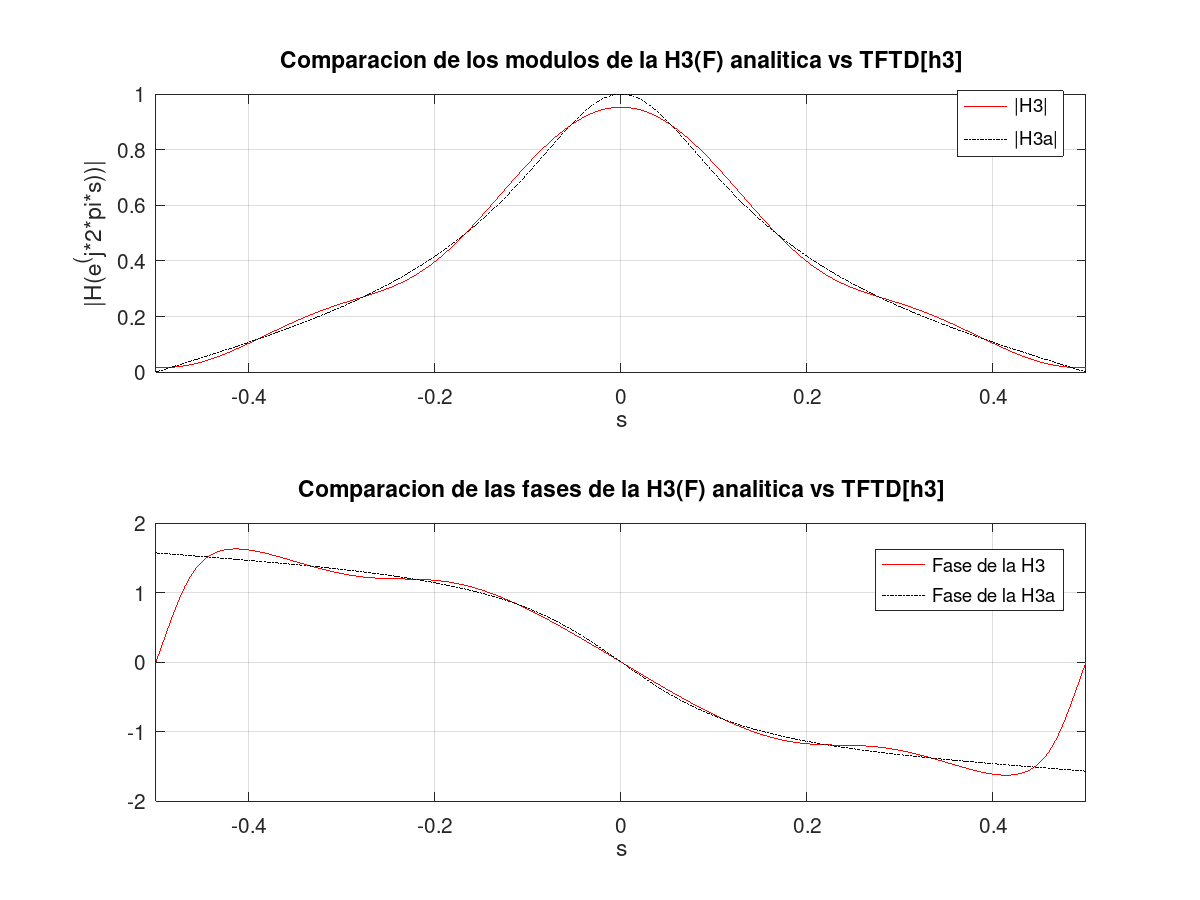 Comparacion de los modulos de la H3(F) analitica vs TFTD[h3]
|H3|
|H3a|
1
0.8
0.6
0.4
0.2
0
|H(e(j*2*pi*s))|
-0.4
-0.2
0
0.2
0.4
s
Comparacion de las fases de la H3(F) analitica vs TFTD[h3]
Fase de la H3
Fase de la H3a
2
1
0
-1
-2
-0.4
-0.2
0
0.2
0.4
s